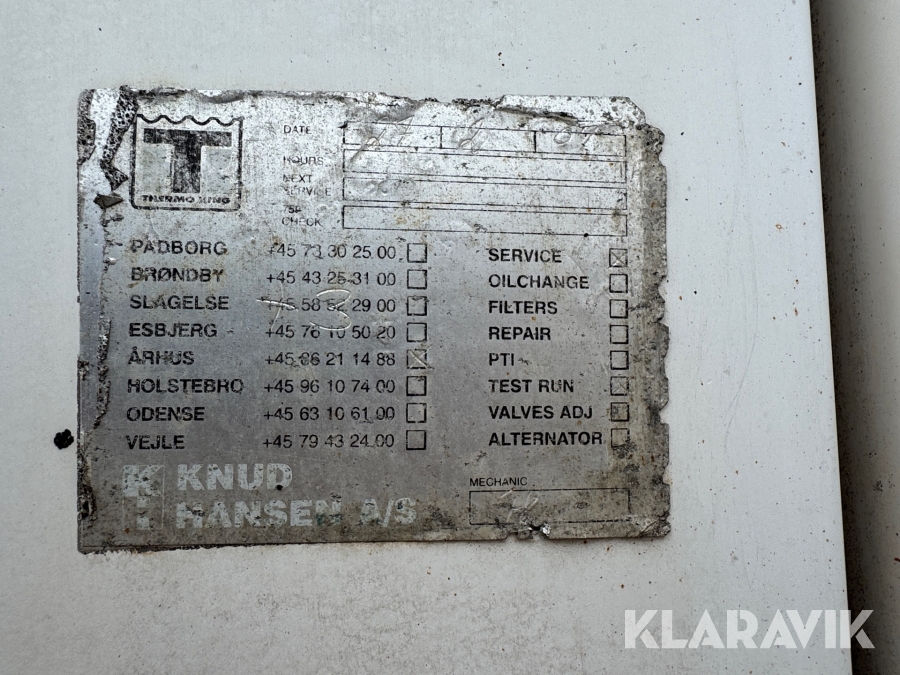 KLARAVIK
THERMO KING
DATE
HOURS
NEXT
SERVICE
CHECK
PADBORG +45 73 30 25 00
BRØNDBY +45 43 25 31 00
SLAGELSE +45 58 52 29 00
ESBJERG +45 76 10 50 20
ÅRHUS +45 86 21 14 88
HOLSTEBRO +45 96 10 74 00
ODENSE +45 63 10 61 00
VEJLE +45 79 43 24 00
SERVICE
OILCHANGE
FILTERS
REPAIR
PTI
TEST RUN
VALVES ADJ
ALTERNATOR
MECHANIC
KNUD
HANSEN A/S
KLARAVIK